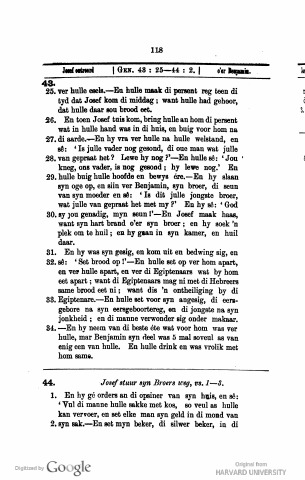 118
Josef ontroerd | GEN. 43 : 25—44 : 2. | o'er Benjamin.
43.
25. ver hulle esels.—En hulle maak di persent reg teen di
tyd dat Josef kom di middag; want hulle had gehoor,
dat hulle daar sou brood eet.
26. En toen Josef tuis kom, bring hulle an hom di persent
wat in hulle hand was in di huis, en buig voor hom na
27. di aarde.—En hy vra ver hulle na hulle welstand, en
sê: 'Is julle vader nog gesond, di oue man wat julle
28. van gepraat het? Lewe hy nog?'—En hulle sê: 'Jou
kneg, ons vader, is nog gesond; hy lewe nog.' En
29. hulle buig hulle hoofde en bewys êre.—En hy slaan
syn oge op, en siin ver Benjamin, syn broer, di seun
van syn moeder en sê: 'Is dit julle jongste broer,
wat julle van gepraat het met my?' En hy sê: 'God
30. sy jou genadig, myn seun!'—En Josef maak haas,
want syn hart brand o'er syn broer; en hy soek 'n
plek om te huil; en hy gaan in syn kamer, en huil
daar.
31. En hy was syn gesig, en kom uit en bedwing sig, en
32. sê: 'Set brood op!'—En hulle set op ver hom apart,
en ver hulle apart, en ver di Egiptenaars wat by hom
eet apart; want di Egiptenaars mag ni met di Hebreers
same brood eet ni; want dis 'n ontheiliging by di
33. Egiptenare.—En hulle set voor syn angesig, di eers-
gebore na syn eersgeboortereg, en di jongste na syn
jonkheid; en di manne verwonder sig onder makaar.
34. —En hy neem van di beste ête wat voor hom was ver
hulle, mar Benjamin syn deel was 5 maal soveul as van
enig een van hulle. En hulle drink en was vrolik met
hom same.
44. Josef stuur syn Broers weg, vs. 1—3.
1. En hy gé orders an di opsiner van syn huis, en sê:
'Vul di manne hulle sakke met kos, so veul as hulle
kan vervoer, en set elke man syn geld in di mond van
2. syn sak.—En set myn beker, di silwer beker, in di
Digitized by Google
Original from
HARVARD UNIVERSITY